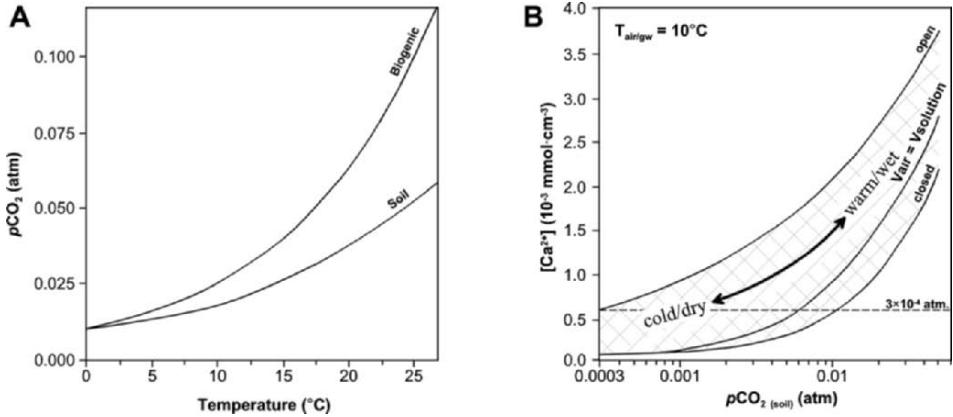 A
pCO2 (atm)
0.100
0.075
0.050
0.025
0.000
Biogenic
Soil
0
5
10
15
20
25
Temperature (°C)
B
[Ca2+] (10-3 mmol·cm-3)
4.0
3.5
3.0
2.5
2.0
1.5
1.0
0.5
0.0
Tair/gw = 10°C
open
VAIR = Vsolution
closed
warm/wet
cold/dry
3×10-4 atm.
0.0003
0.001
0.01
pCO2 (soil) (atm)